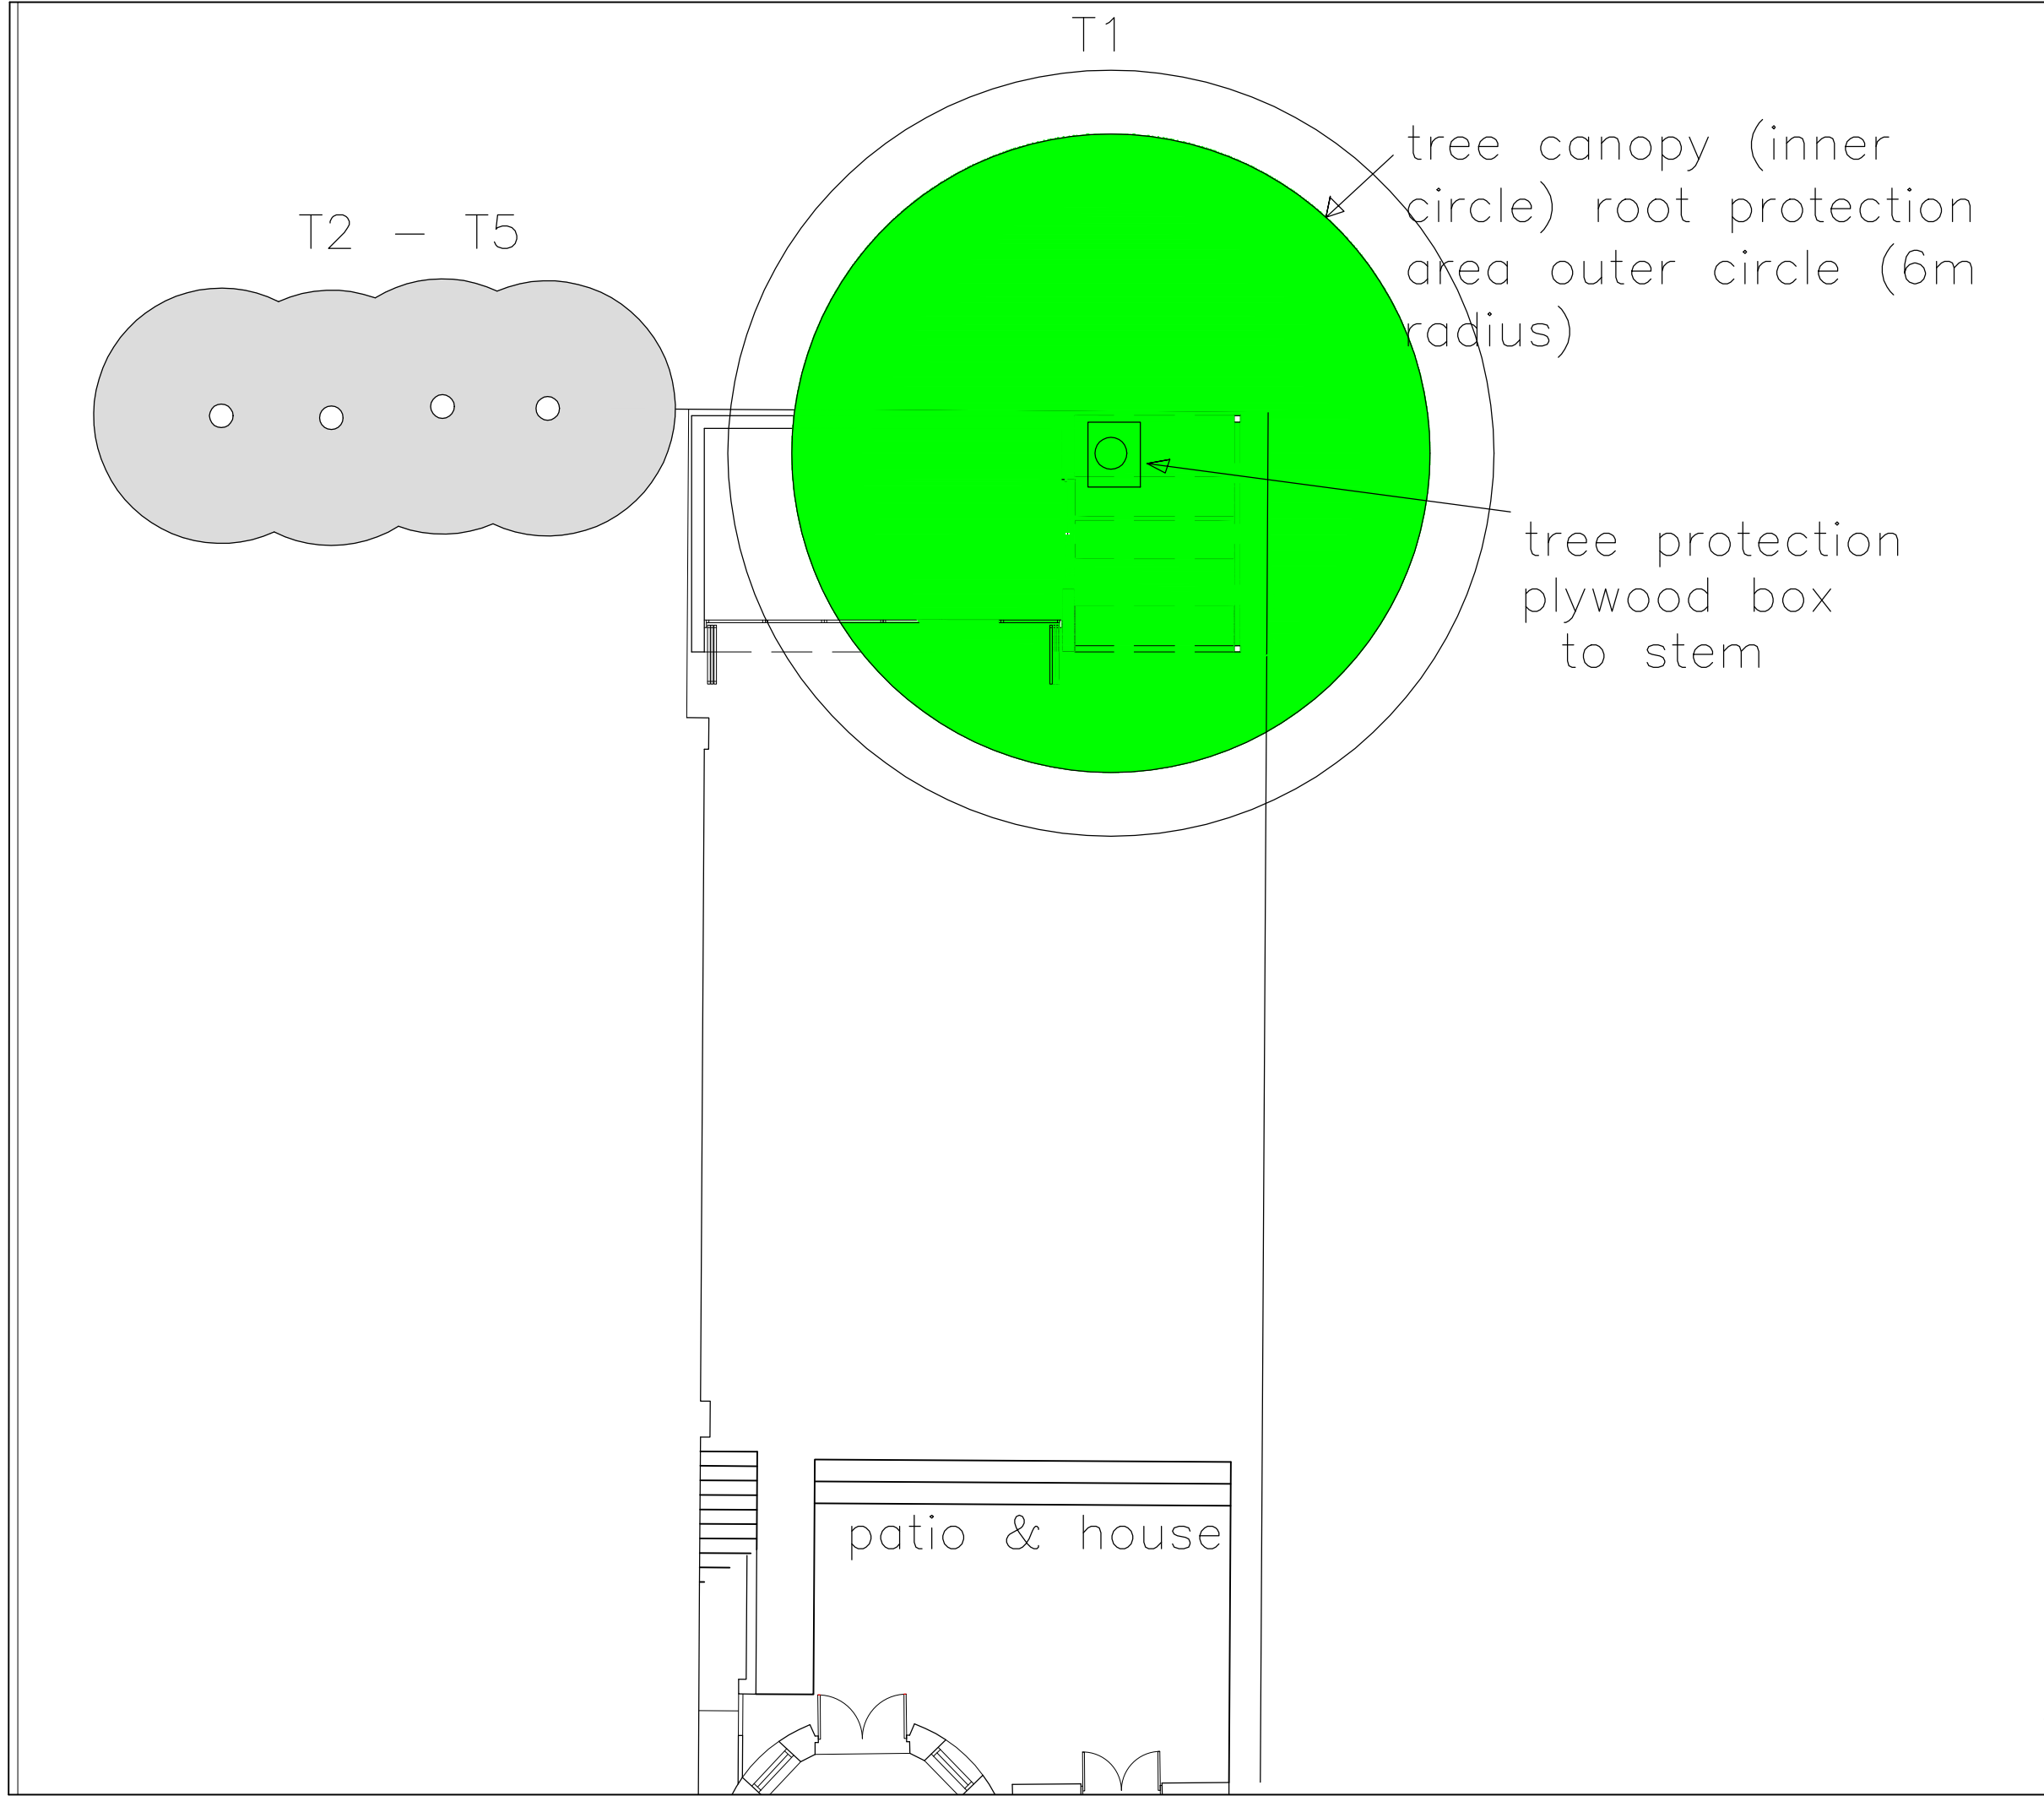 T1
tree canopy (inner
circle) root protection
area outer circle (6m
radius)
T2 - T5
tree protection
plywood box
to stem
patio & house